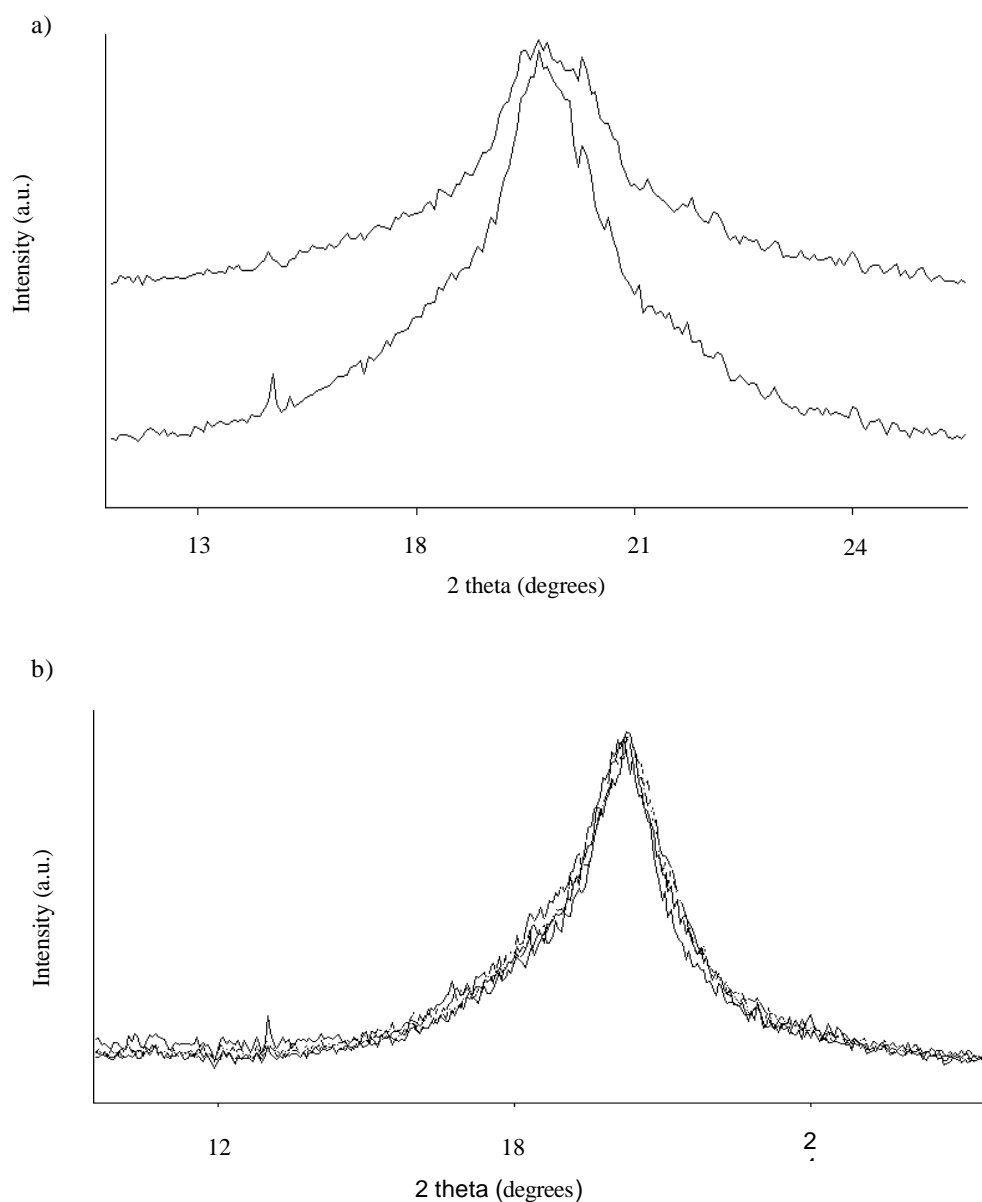 a)
Intensity (a.u.)
13 18 21 24
2 theta (degrees)
b)
Intensity (a.u.)
12 18 2
2 theta (degrees)